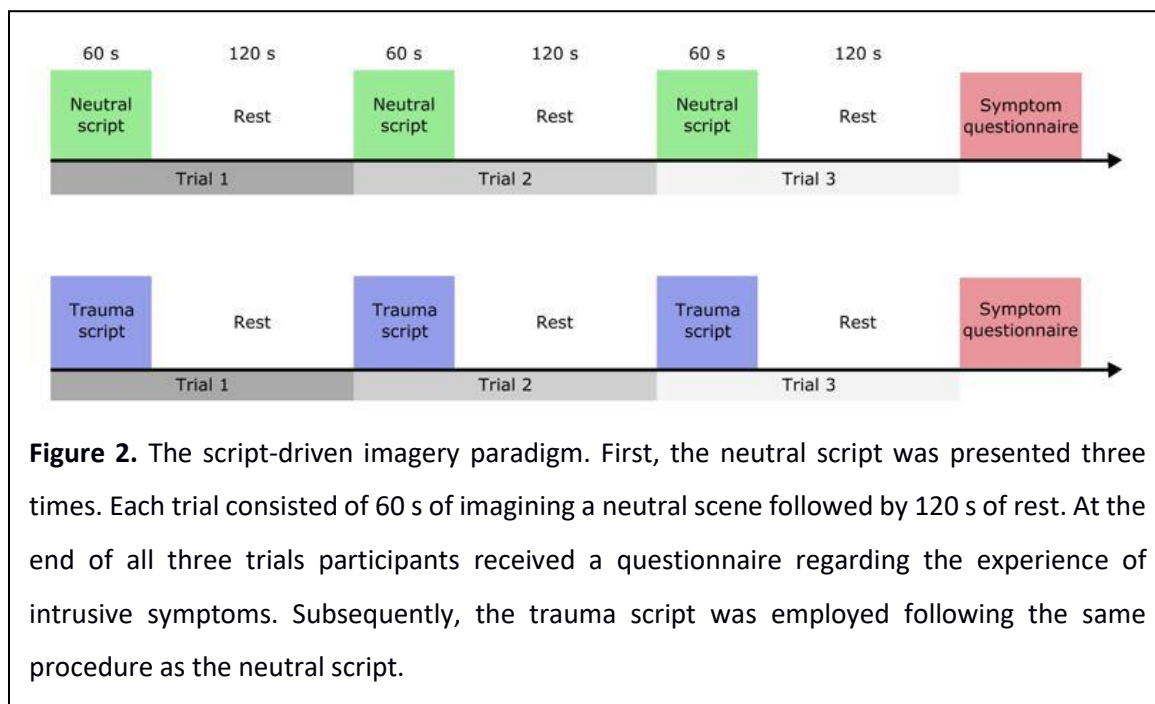 60 s 120 s 60 s 120 s 60 s 120 s
Neutral script Rest Neutral script Rest Neutral script Rest Symptom questionnaire
Trial 1 Trial 2 Trial 3
Trauma script Rest Trauma script Rest Trauma script Rest Symptom questionnaire
Trial 1 Trial 2 Trial 3
Figure 2. The script-driven imagery paradigm. First, the neutral script was presented three
times. Each trial consisted of 60 s of imagining a neutral scene followed by 120 s of rest. At the
end of all three trials participants received a questionnaire regarding the experience of
intrusive symptoms. Subsequently, the trauma script was employed following the same
procedure as the neutral script.